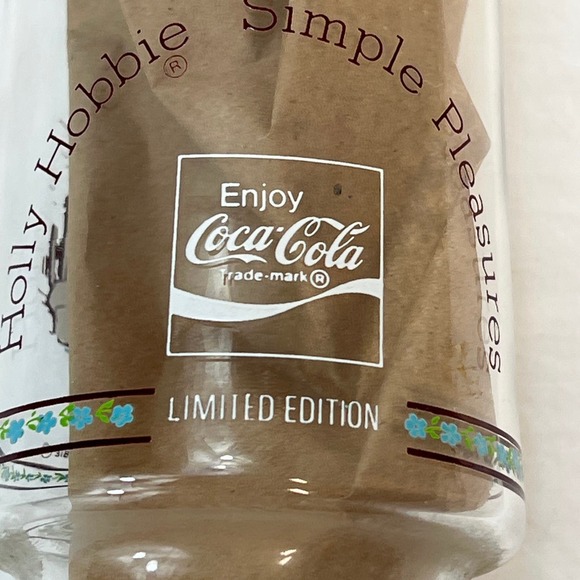 Holly Hobbie®
Simple Pleasures
Enjoy
Coca-Cola
Trade-mark®
LIMITED EDITION